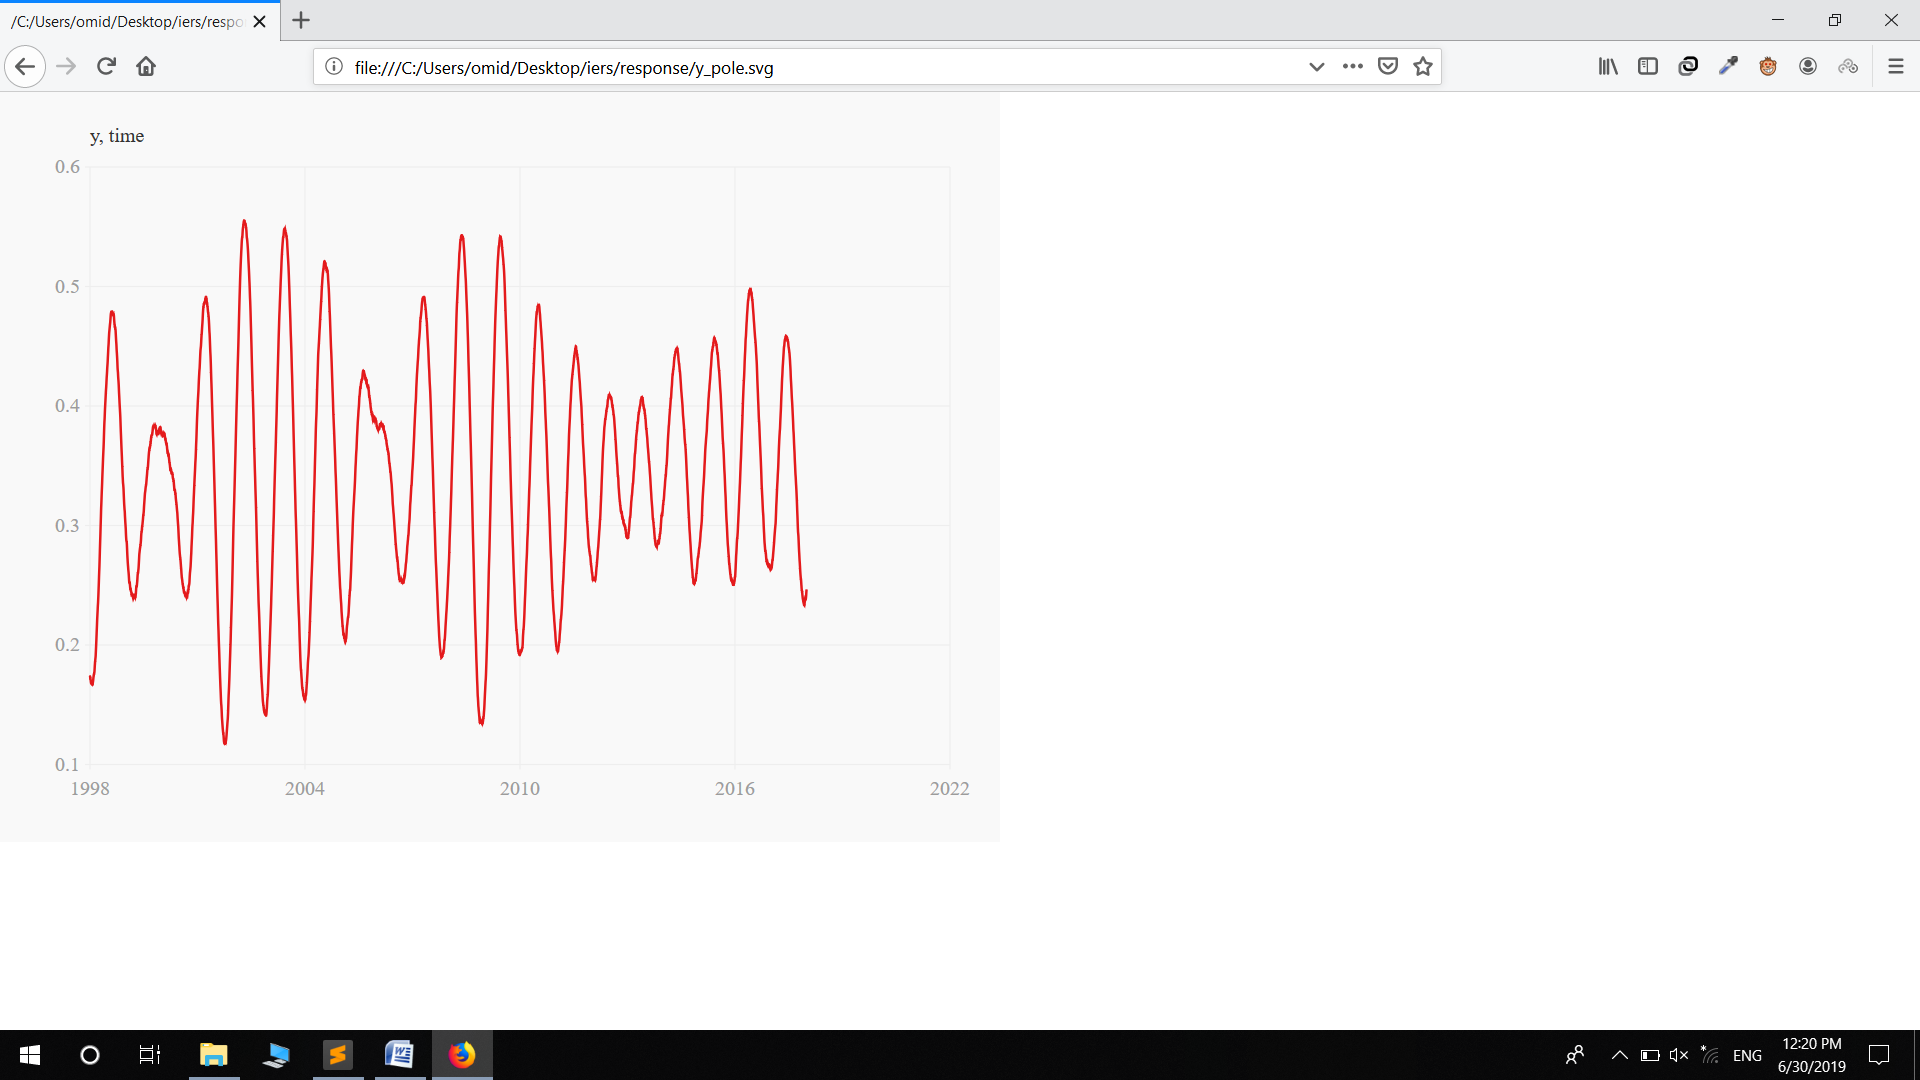 /C:/Users/omid/Desktop/iers/respo
file:///C:/Users/omid/Desktop/iers/response/y_pole.svg
y, time
0.6
0.5
0.4
0.3
0.2
0.1
1998 2004 2010 2016 2022
ENG
12:20 PM
6/30/2019